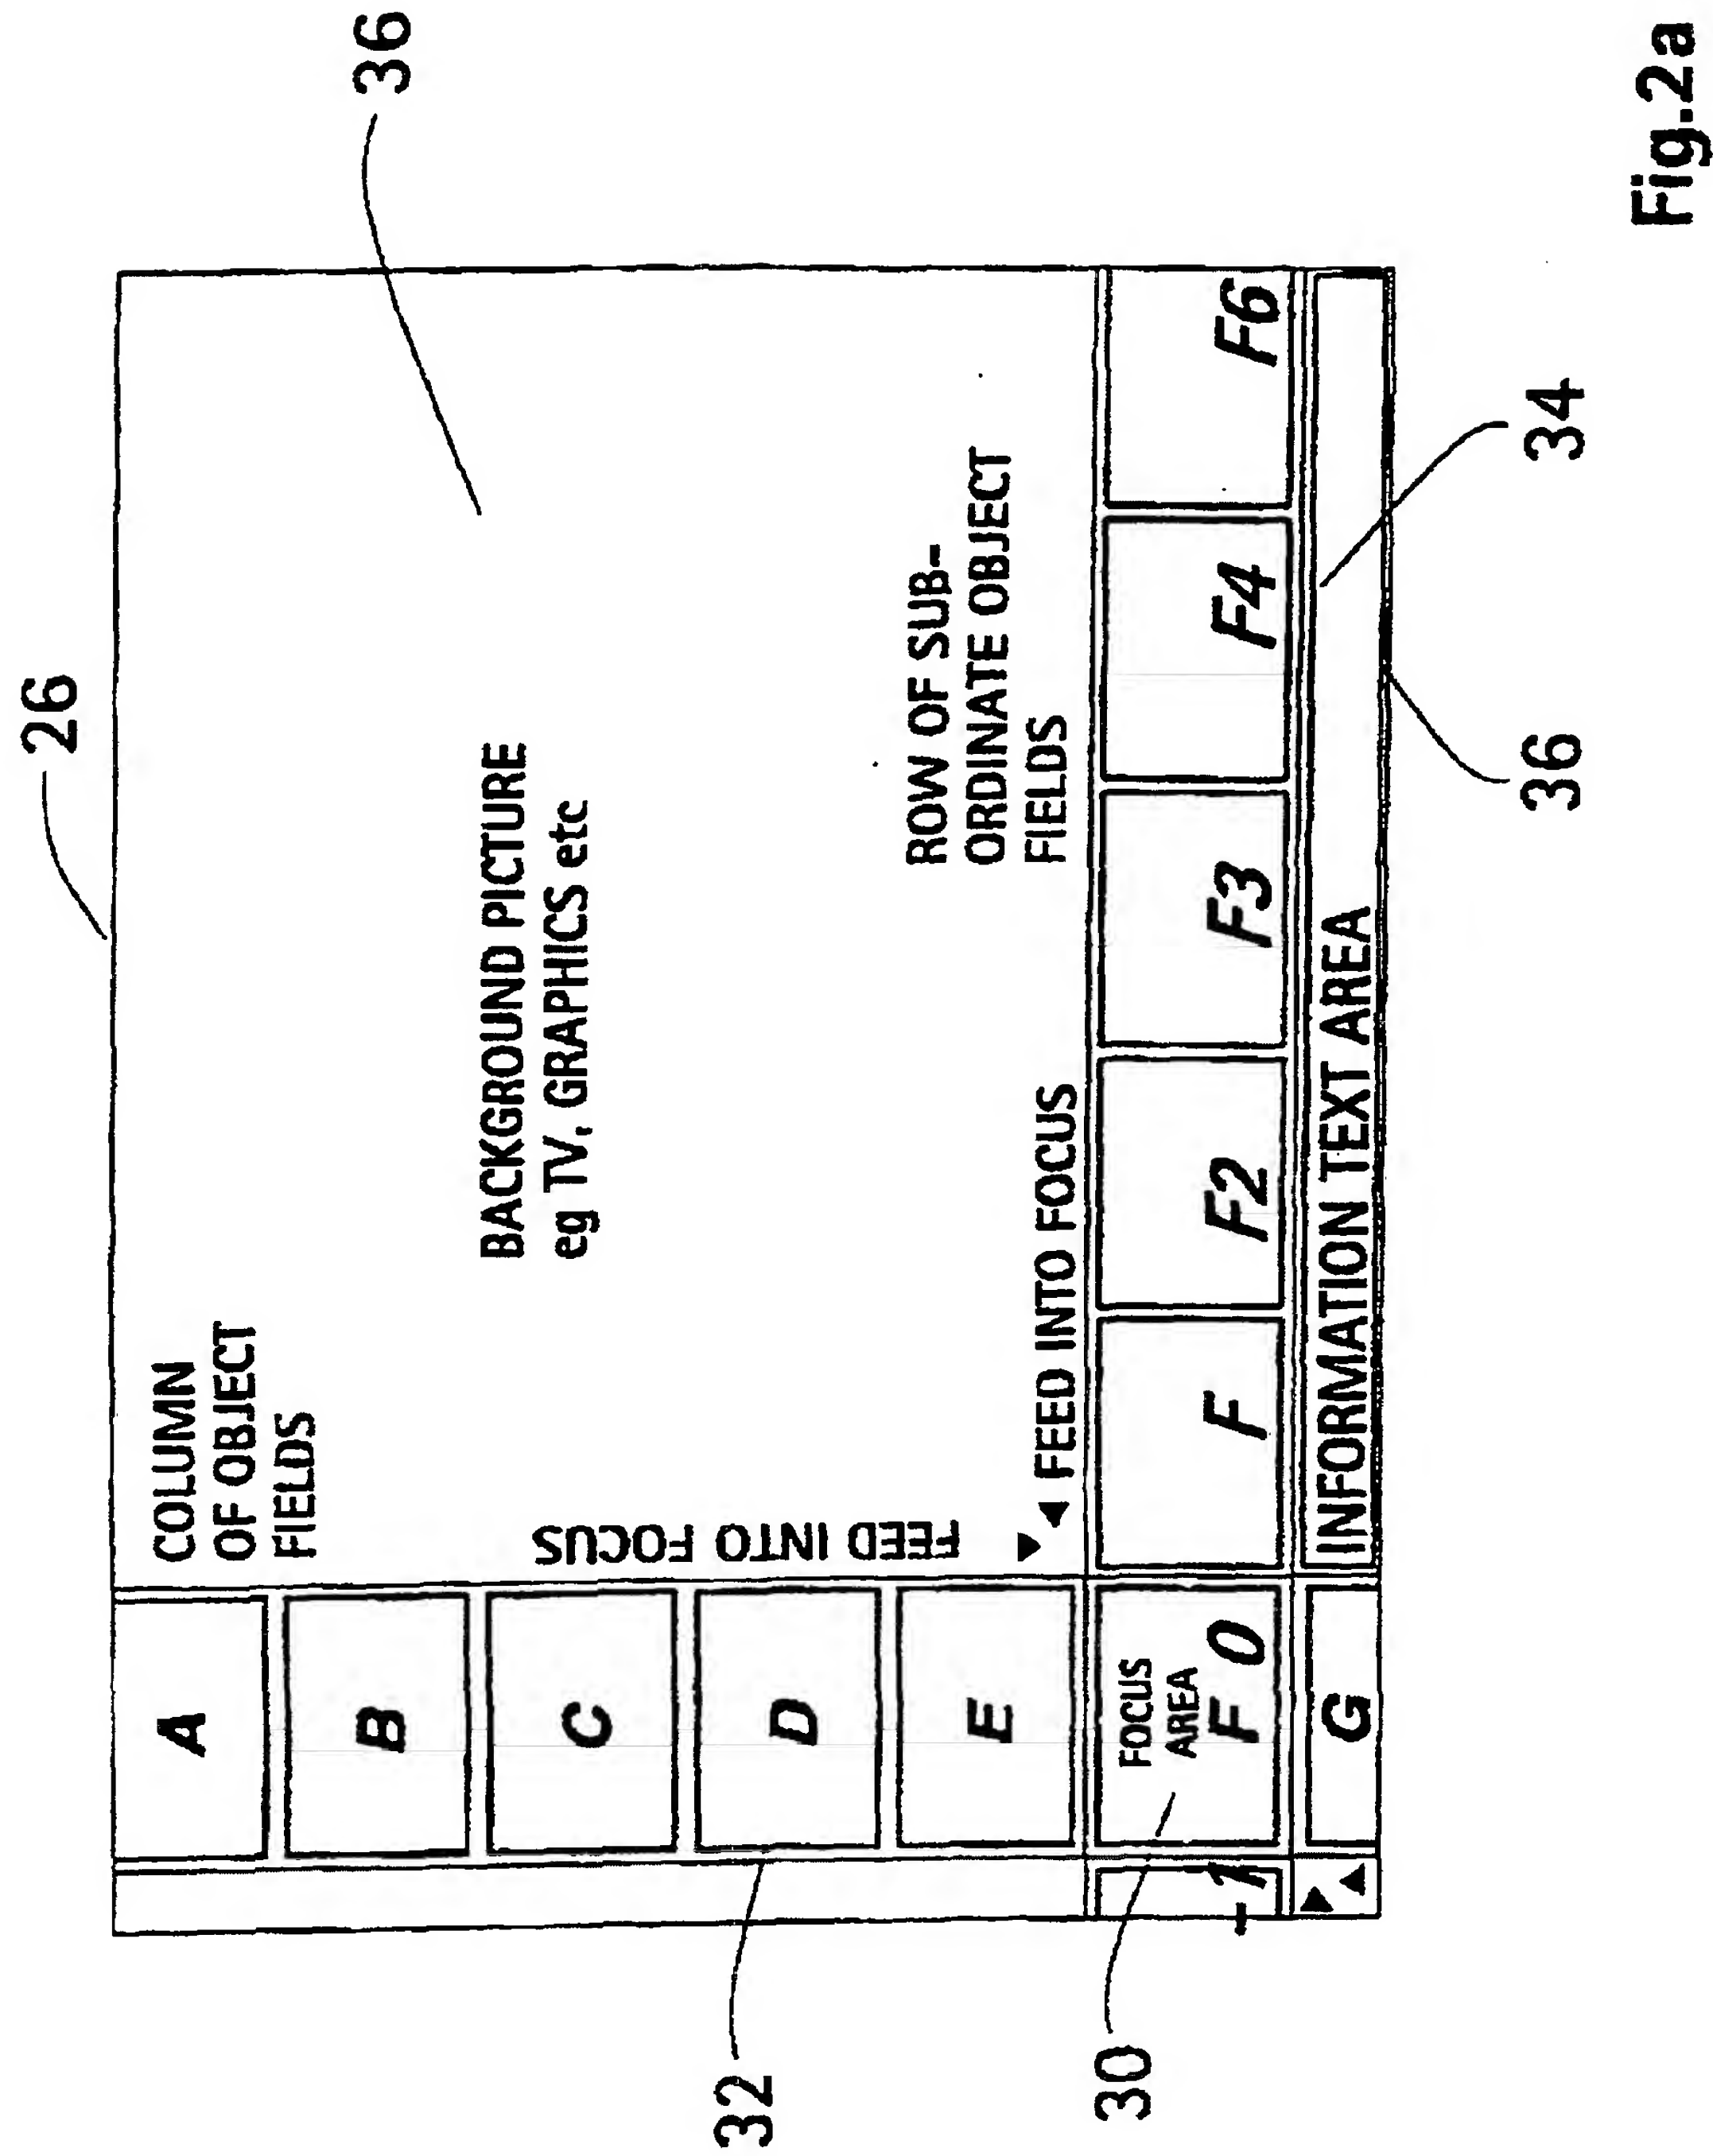 26
36
COLUMN
OF OBJECT
FIELDS
A
B
C
D
E
BACKGROUND PICTURE
eg TV, GRAPHICS etc
FEED INTO FOCUS
ROW OF SUB-
ORDINATE OBJECT
FIELDS
▼
◄ FEED INTO FOCUS
32
30
-1
FOCUS
AREA
F 0
F
F2
F3
F4
F6
G
INFORMATION TEXT AREA
36
34
Fig.2a